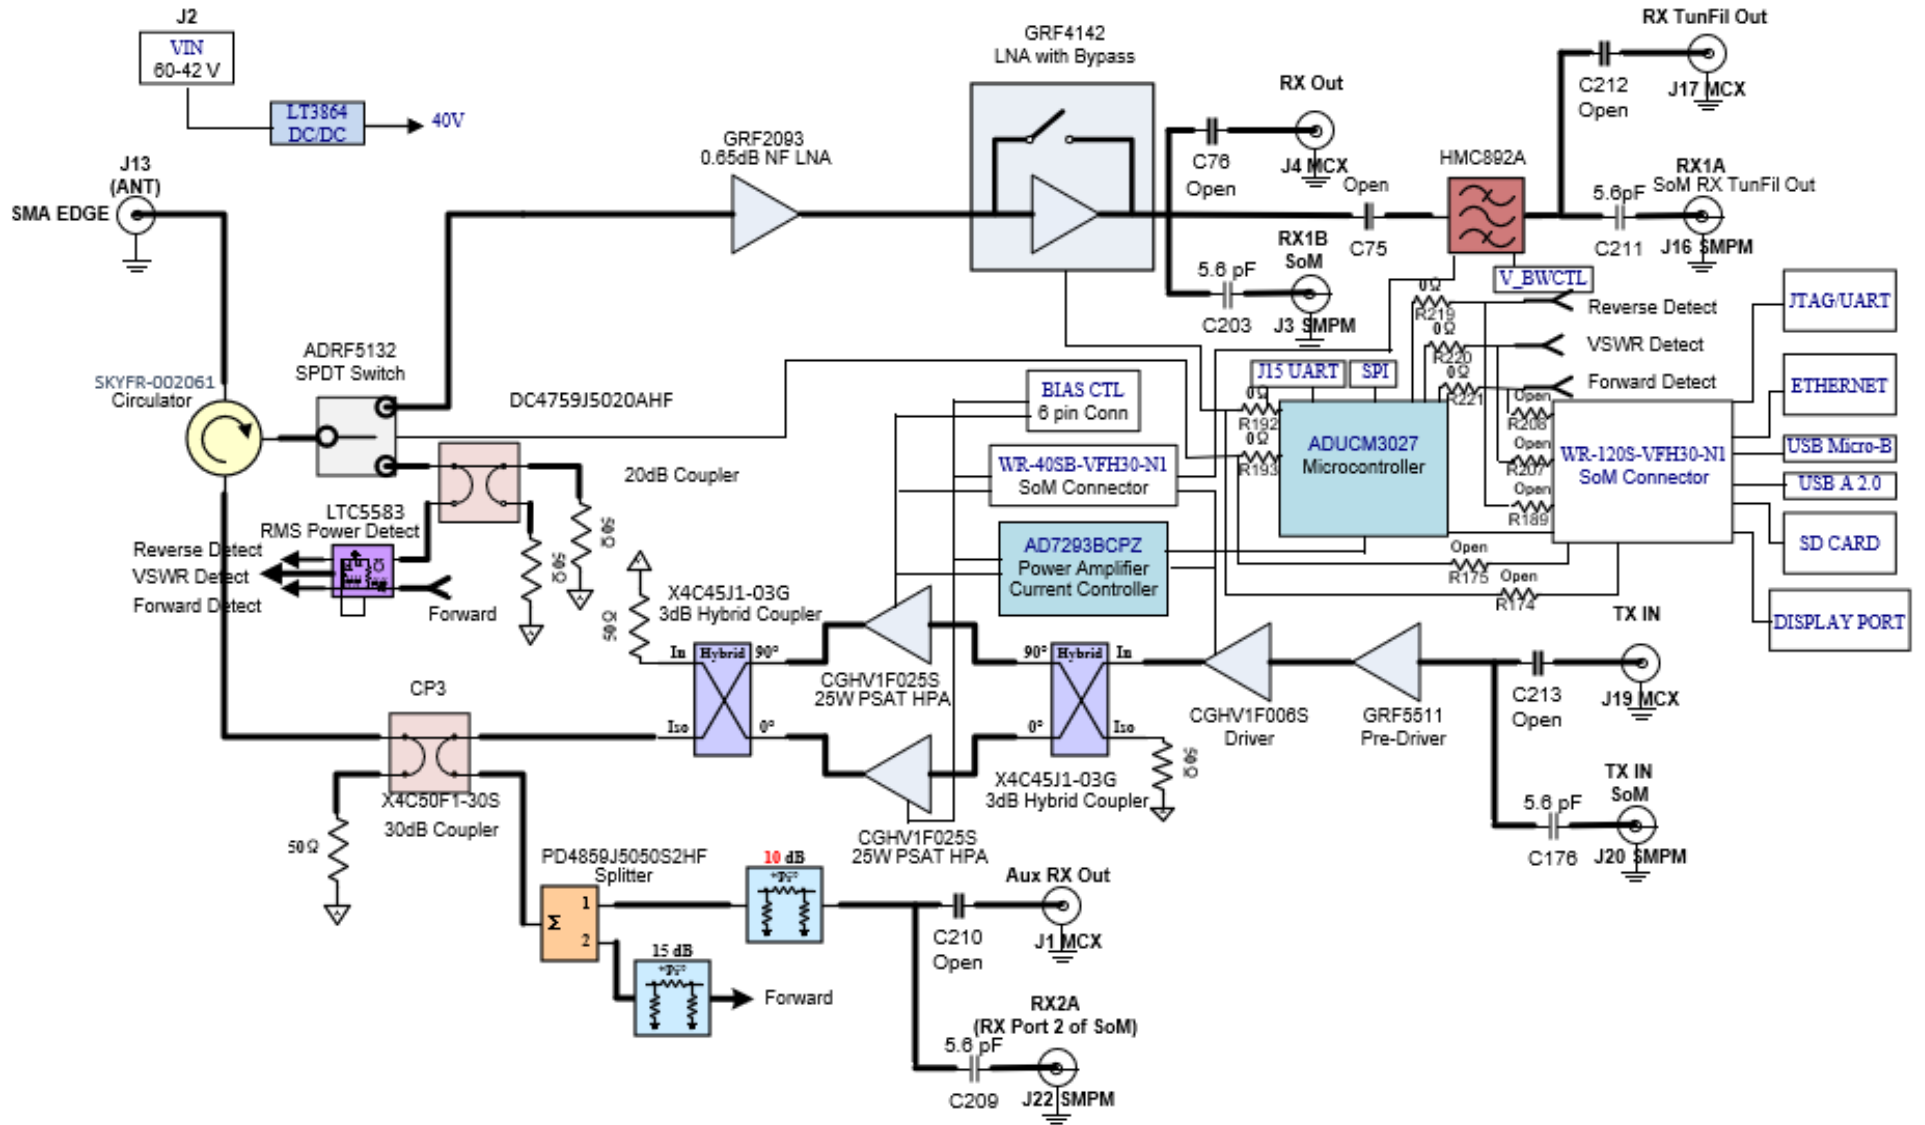 J2
VIN
60-42 V
LT3864
DC/DC
40V
J13
(ANT)
SMA EDGE
GRF2093
0.65dB NF LNA
GRF4142
LNA with Bypass
RX Out
C76
Open
J4 MCX
RX1B
SoM
5.6 pF
C203
J3 SMPM
Open
C75
HMC892A
V_BWCTL
RX TunFil Out
C212
Open
J17 MCX
RX1A
SoM RX TunFil Out
5.6pF
C211
J16 SMPM
SKYFR-002061
Circulator
ADRF5132
SPDT Switch
DC4759J5020AHF
20dB Coupler
50Ω
50Ω
LTC5583
RMS Power Detect
Reverse Detect
VSWR Detect
Forward Detect
Forward
BIAS CTL
6 pin Conn
WR-40SB-VFH30-N1
SoM Connector
AD7293BCPZ
Power Amplifier
Current Controller
J15 UART
SPI
0Ω
R192
0Ω
R193
ADUCM3027
Microcontroller
0Ω
R219
0Ω
R220
0Ω
R221
Reverse Detect
VSWR Detect
Forward Detect
Open
R208
Open
R207
Open
R189
Open
R175
Open
R174
WR-120S-VFH30-N1
SoM Connector
JTAG/UART
ETHERNET
USB Micro-B
USB A 2.0
SD CARD
DISPLAY PORT
50Ω
X4C45J1-03G
3dB Hybrid Coupler
In
Hybrid
90°
Iso
0°
CGHV1F025S
25W PSAT HPA
CGHV1F025S
25W PSAT HPA
90°
Hybrid
In
0°
Iso
50Ω
X4C45J1-03G
3dB Hybrid Coupler
CGHV1F006S
Driver
GRF5511
Pre-Driver
TX IN
C213
Open
J19 MCX
TX IN
SoM
5.6 pF
C176
J20 SMPM
CP3
X4C50F1-30S
30dB Coupler
50Ω
PD4859J5050S2HF
Splitter
Σ
1
2
10 dB
15 dB
Forward
Aux RX Out
C210
Open
J1 MCX
RX2A
(RX Port 2 of SoM)
5.6 pF
C209
J22 SMPM